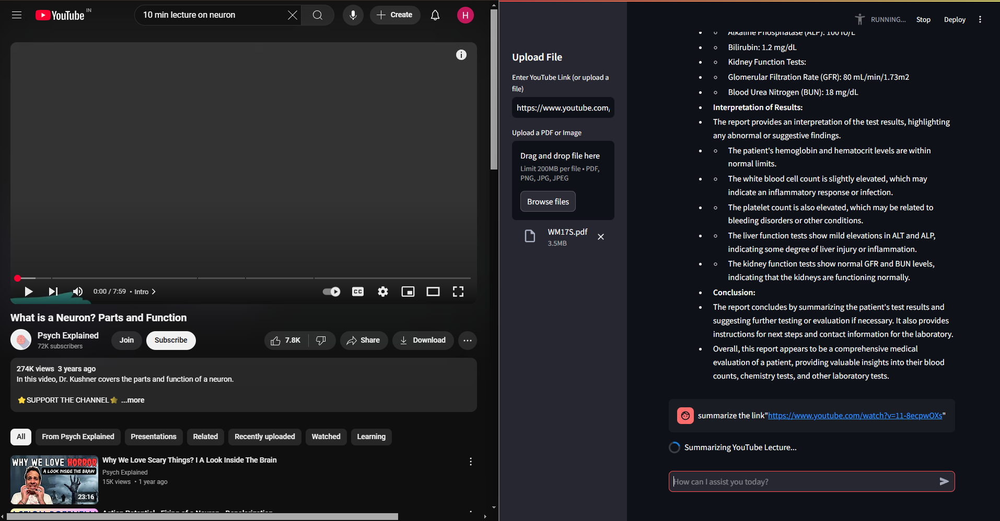 YouTube IN
10 min lecture on neuron
Create
H
0:00 / 7:59 • Intro
CC
What is a Neuron? Parts and Function
Psych Explained
72K subscribers
Join
Subscribe
7.8K
Share
Download
274K views 3 years ago
In this video, Dr. Kushner covers the parts and function of a neuron.
⭐SUPPORT THE CHANNEL⭐ ...more
All
From Psych Explained
Presentations
Related
Recently uploaded
Watched
Learning
WHY WE LOVE HORROR
A LOOK INSIDE THE BRAIN
23:16
Why We Love Scary Things? I A Look Inside The Brain
Psych Explained
15K views • 1 year ago
Action Potential - Firing of a Neuron - Depolarization
Upload File
Enter YouTube Link (or upload a
file)
https://www.youtube.com/
Upload a PDF or Image
Drag and drop file here
Limit 200MB per file • PDF,
PNG, JPG, JPEG
Browse files
WM17S.pdf
3.5MB
RUNNING...
Stop
Deploy
Alkaline Phosphatase (ALP): 100 IU/L
Bilirubin: 1.2 mg/dL
Kidney Function Tests:
Glomerular Filtration Rate (GFR): 80 mL/min/1.73m2
Blood Urea Nitrogen (BUN): 18 mg/dL
Interpretation of Results:
The report provides an interpretation of the test results, highlighting
any abnormal or suggestive findings.
The patient's hemoglobin and hematocrit levels are within
normal limits.
The white blood cell count is slightly elevated, which may
indicate an inflammatory response or infection.
The platelet count is also elevated, which may be related to
bleeding disorders or other conditions.
The liver function tests show mild elevations in ALT and ALP,
indicating some degree of liver injury or inflammation.
The kidney function tests show normal GFR and BUN levels,
indicating that the kidneys are functioning normally.
Conclusion:
The report concludes by summarizing the patient's test results and
suggesting further testing or evaluation if necessary. It also provides
instructions for next steps and contact information for the laboratory.
Overall, this report appears to be a comprehensive medical
evaluation of a patient, providing valuable insights into their blood
counts, chemistry tests, and other laboratory tests.
summarize the link"https://www.youtube.com/watch?v=11-8ecpwOXs"
Summarizing YouTube Lecture...
How can I assist you today?